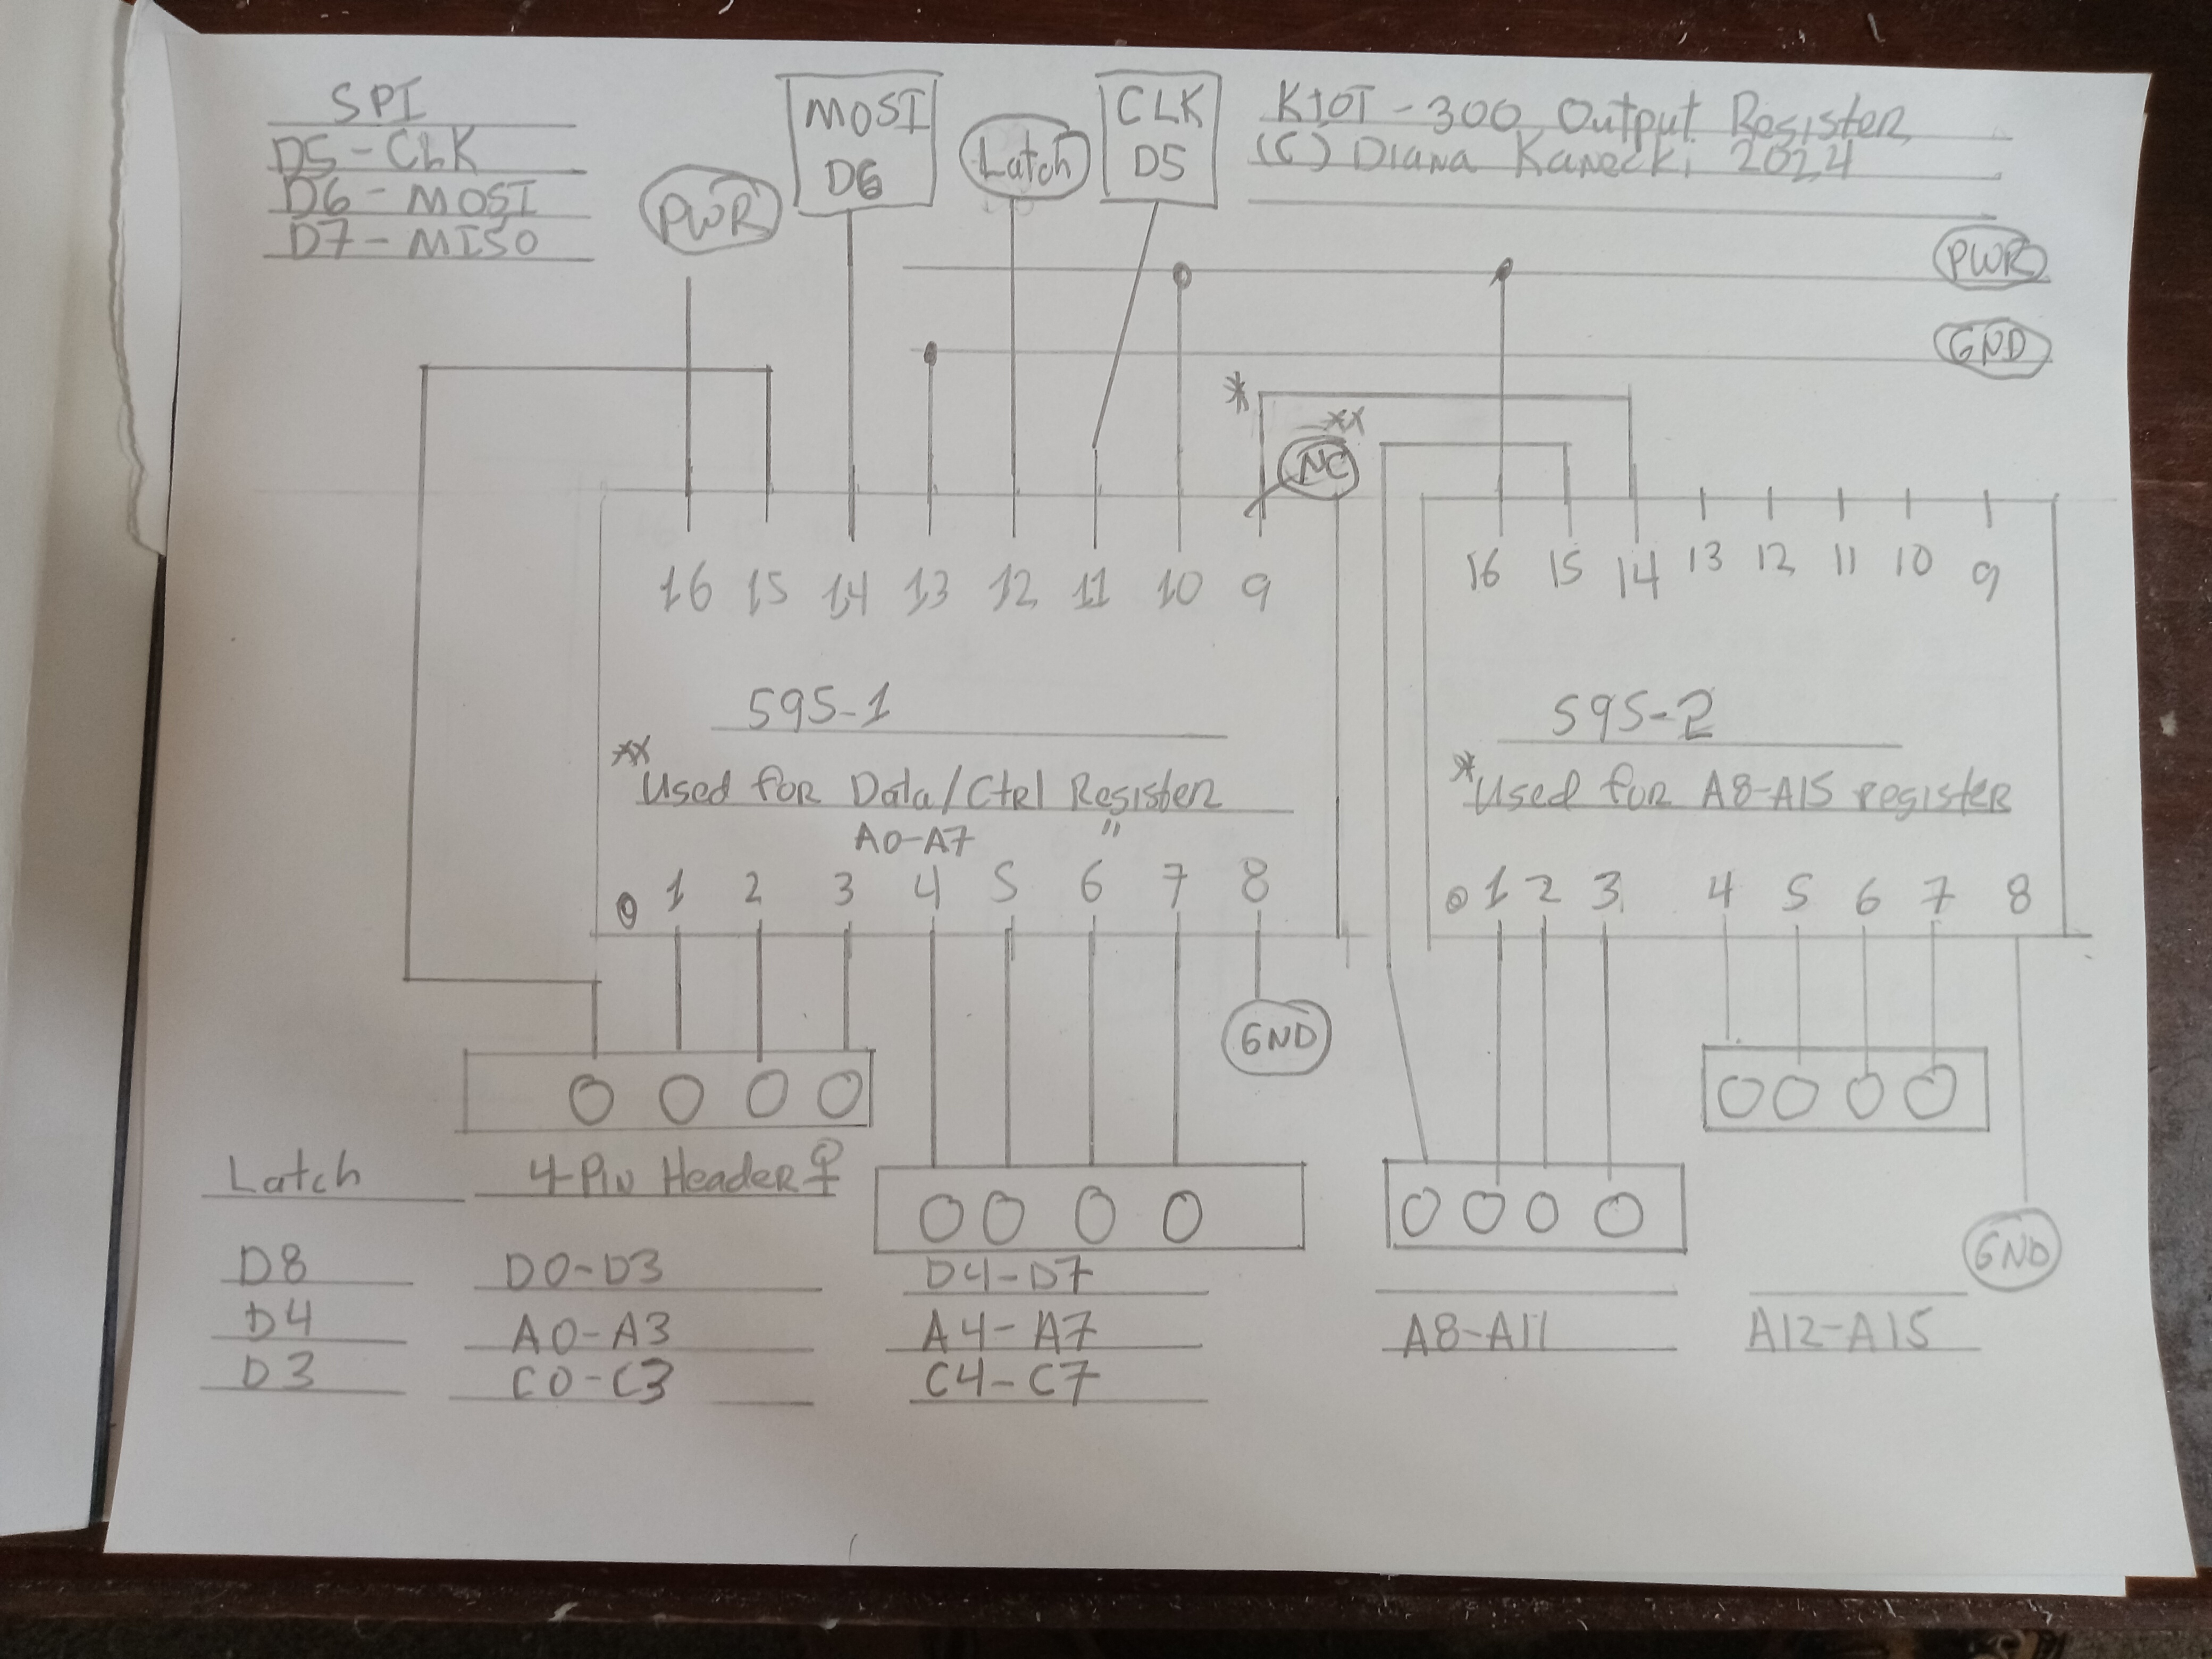 SPI
D5-CLK
D6-MOSI
D7-MISO
PWR
MOSI
D6
Latch
CLK
D5
KIOT-300 Output Register
(C) Diana Kanecki 2024
PWR
GND
*
**
NC
16 15 14 13 12 11 10 9
16 15 14 13 12 11 10 9
595-1
** Used for Data/Ctrl Register
A0-A7 "
1 2 3 4 5 6 7 8
595-2
* Used for A8-A15 register
1 2 3 4 5 6 7 8
GND
GND
Latch 4-Pin Header ♀
D8 D0-D3 D4-D7
D4 A0-A3 A4-A7 A8-A11 A12-A15
D3 C0-C3 C4-C7